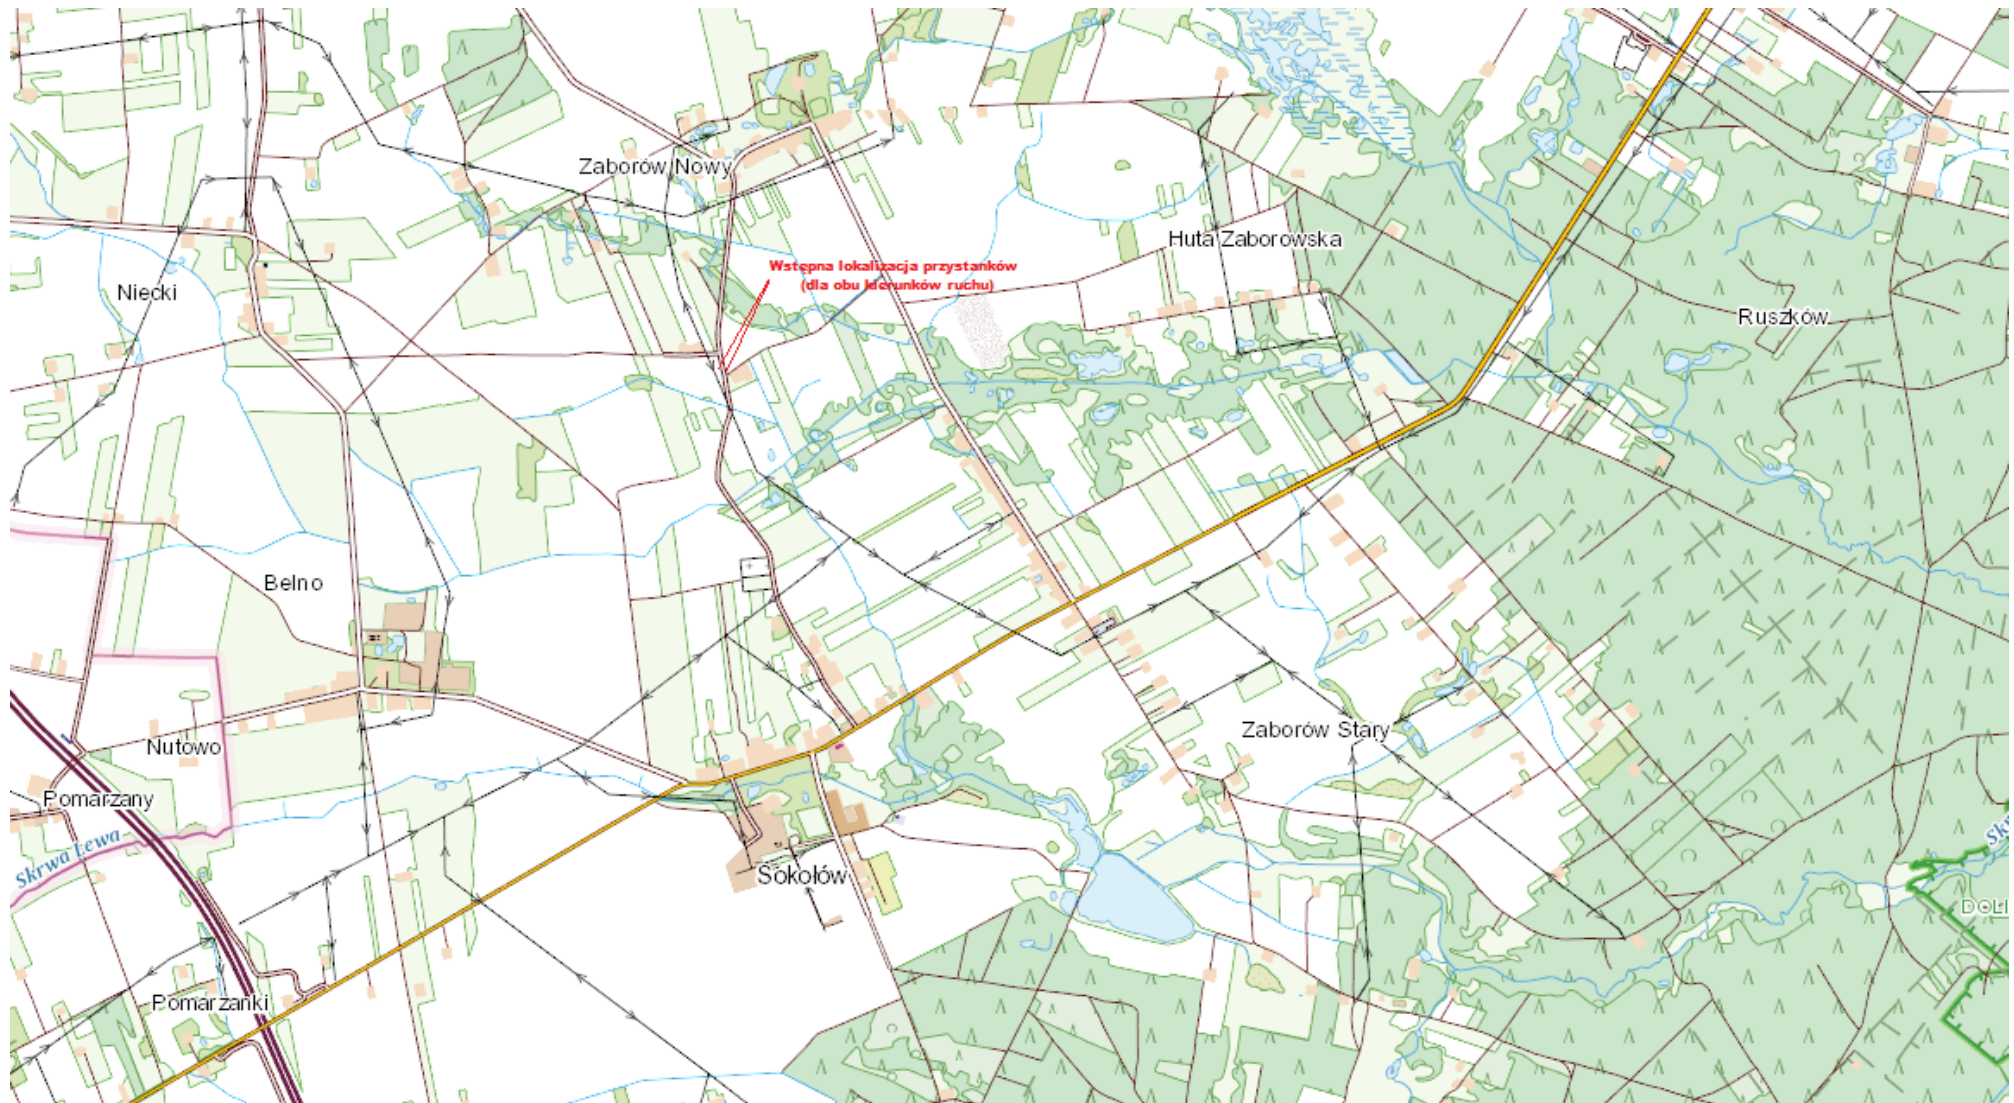 Zaborów Nowy
Huta Zaborowska
Wstępna lokalizacja przystanków
(dla obu kierunków ruchu)
Niecki
Ruszków
Belno
Zaborów Stary
Nutowo
Pomarzany
Skrwa Lewa
Sokołów
DOLI
Pomarzanki